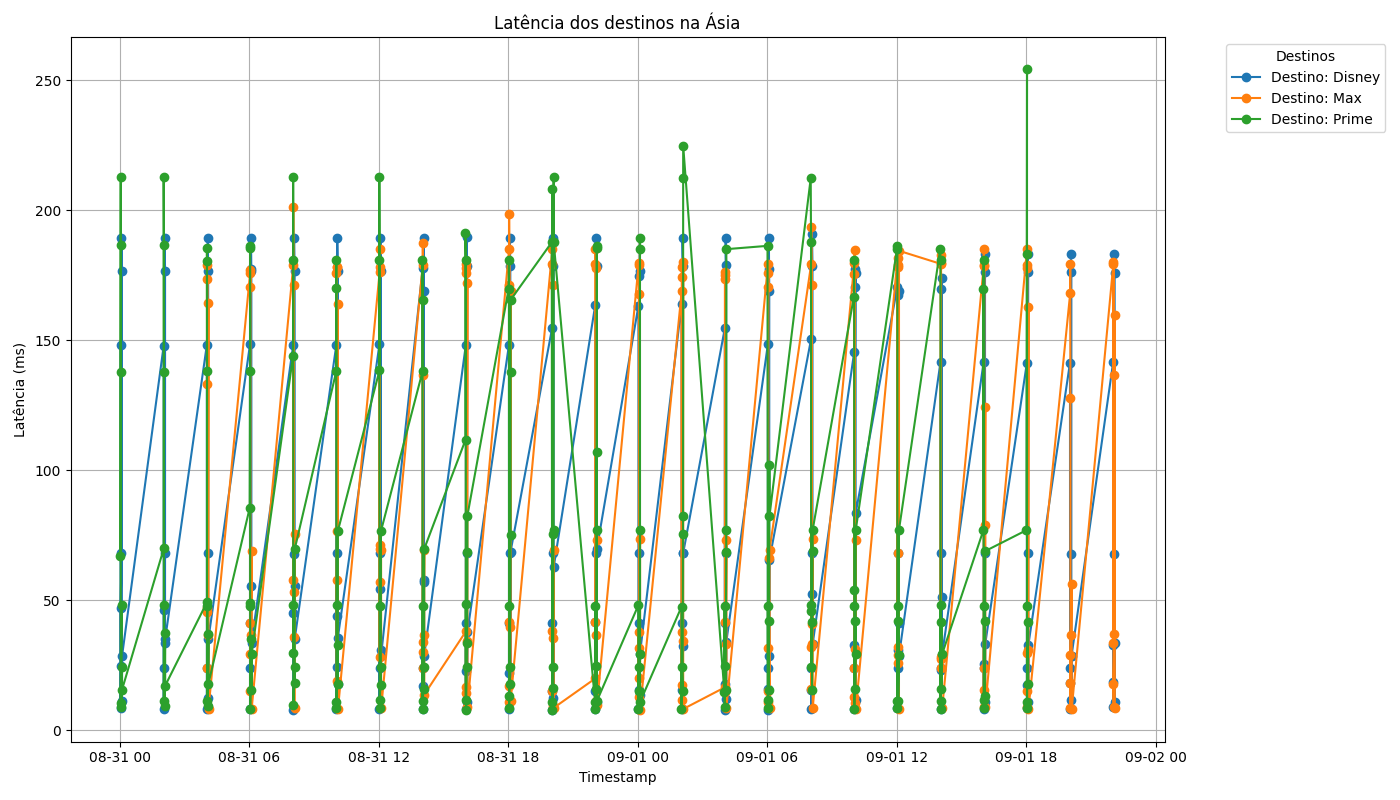 Latência dos destinos na Ásia
Destinos
Destino: Disney
Destino: Max
Destino: Prime
Latência (ms)
250
200
150
100
50
0
08-31 00
08-31 06
08-31 12
08-31 18
09-01 00
09-01 06
09-01 12
09-01 18
09-02 00
Timestamp